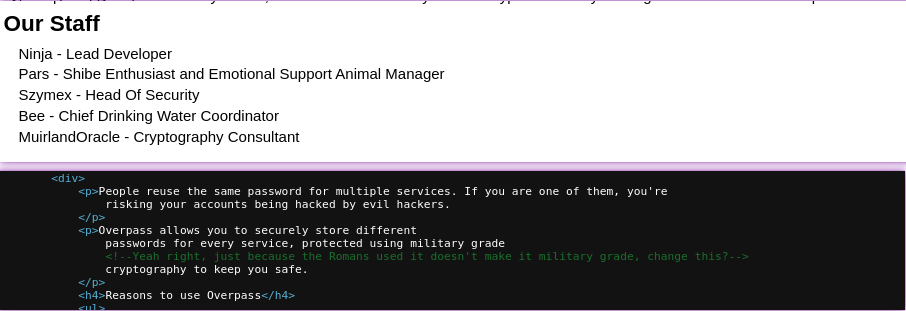 Our Staff
Ninja - Lead Developer
Pars - Shibe Enthusiast and Emotional Support Animal Manager
Szymex - Head Of Security
Bee - Chief Drinking Water Coordinator
MuirlandOracle - Cryptography Consultant
<div>
<p>People reuse the same password for multiple services. If you are one of them, you're
risking your accounts being hacked by evil hackers.
</p>
<p>Overpass allows you to securely store different
passwords for every service, protected using military grade
<!--Yeah right, just because the Romans used it doesn't make it military grade, change this?-->
cryptography to keep you safe.
</p>
<h4>Reasons to use Overpass</h4>
<ul>